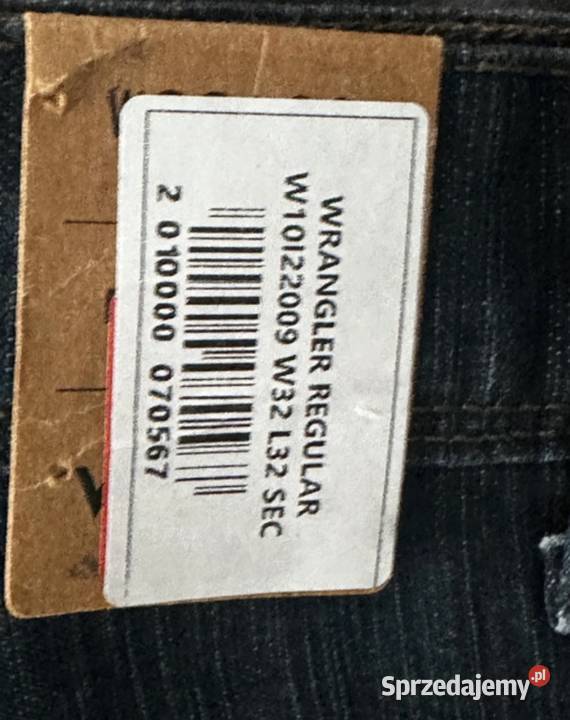 WRANGLER REGULAR
W10I22009 W32 L32 SEC
2 010000 070567
Sprzedajemy.pl